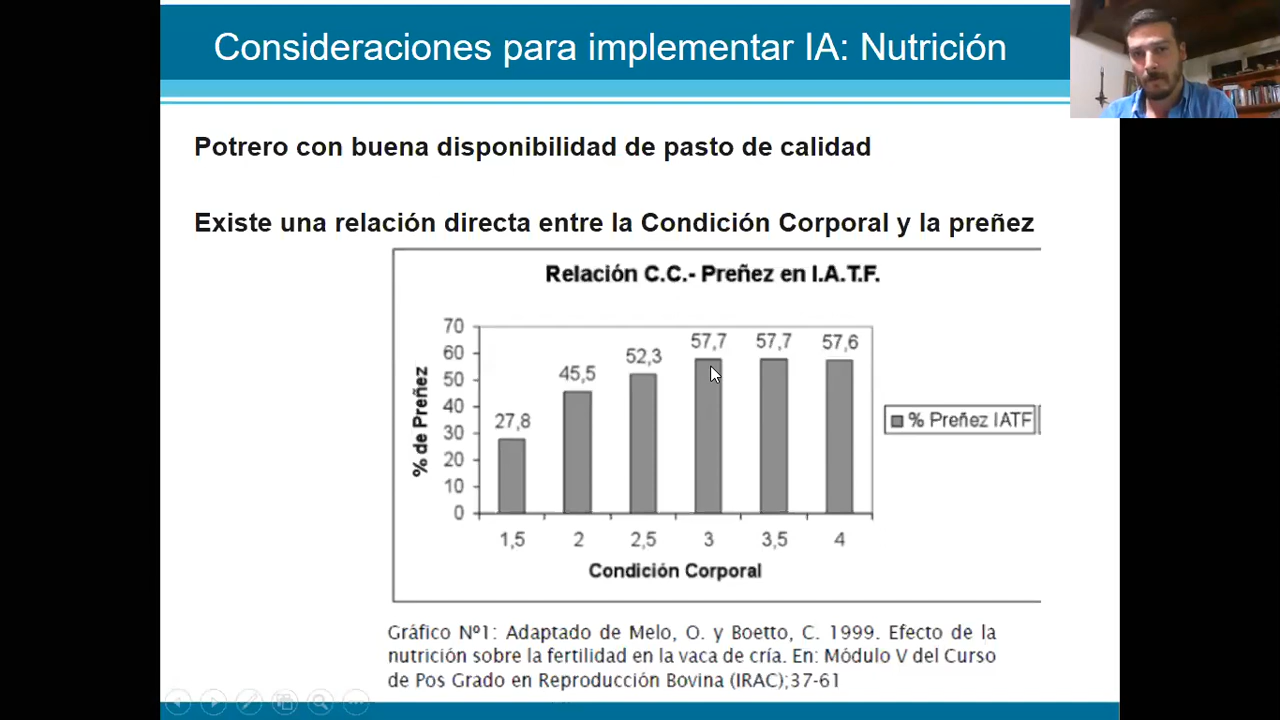 Consideraciones para implementar IA: Nutrición
Potrero con buena disponibilidad de pasto de calidad
Existe una relación directa entre la Condición Corporal y la preñez
Relación C.C.- Preñez en I.A.T.F.
% de Preñez
70
60
50
40
30
20
10
0
27,8
45,5
52,3
57,7
57,7
57,6
1,5
2
2,5
3
3,5
4
Condición Corporal
% Preñez IATF
Gráfico Nº1: Adaptado de Melo, O. y Boetto, C. 1999. Efecto de la
nutrición sobre la fertilidad en la vaca de cría. En: Módulo V del Curso
de Pos Grado en Reproducción Bovina (IRAC);37-61